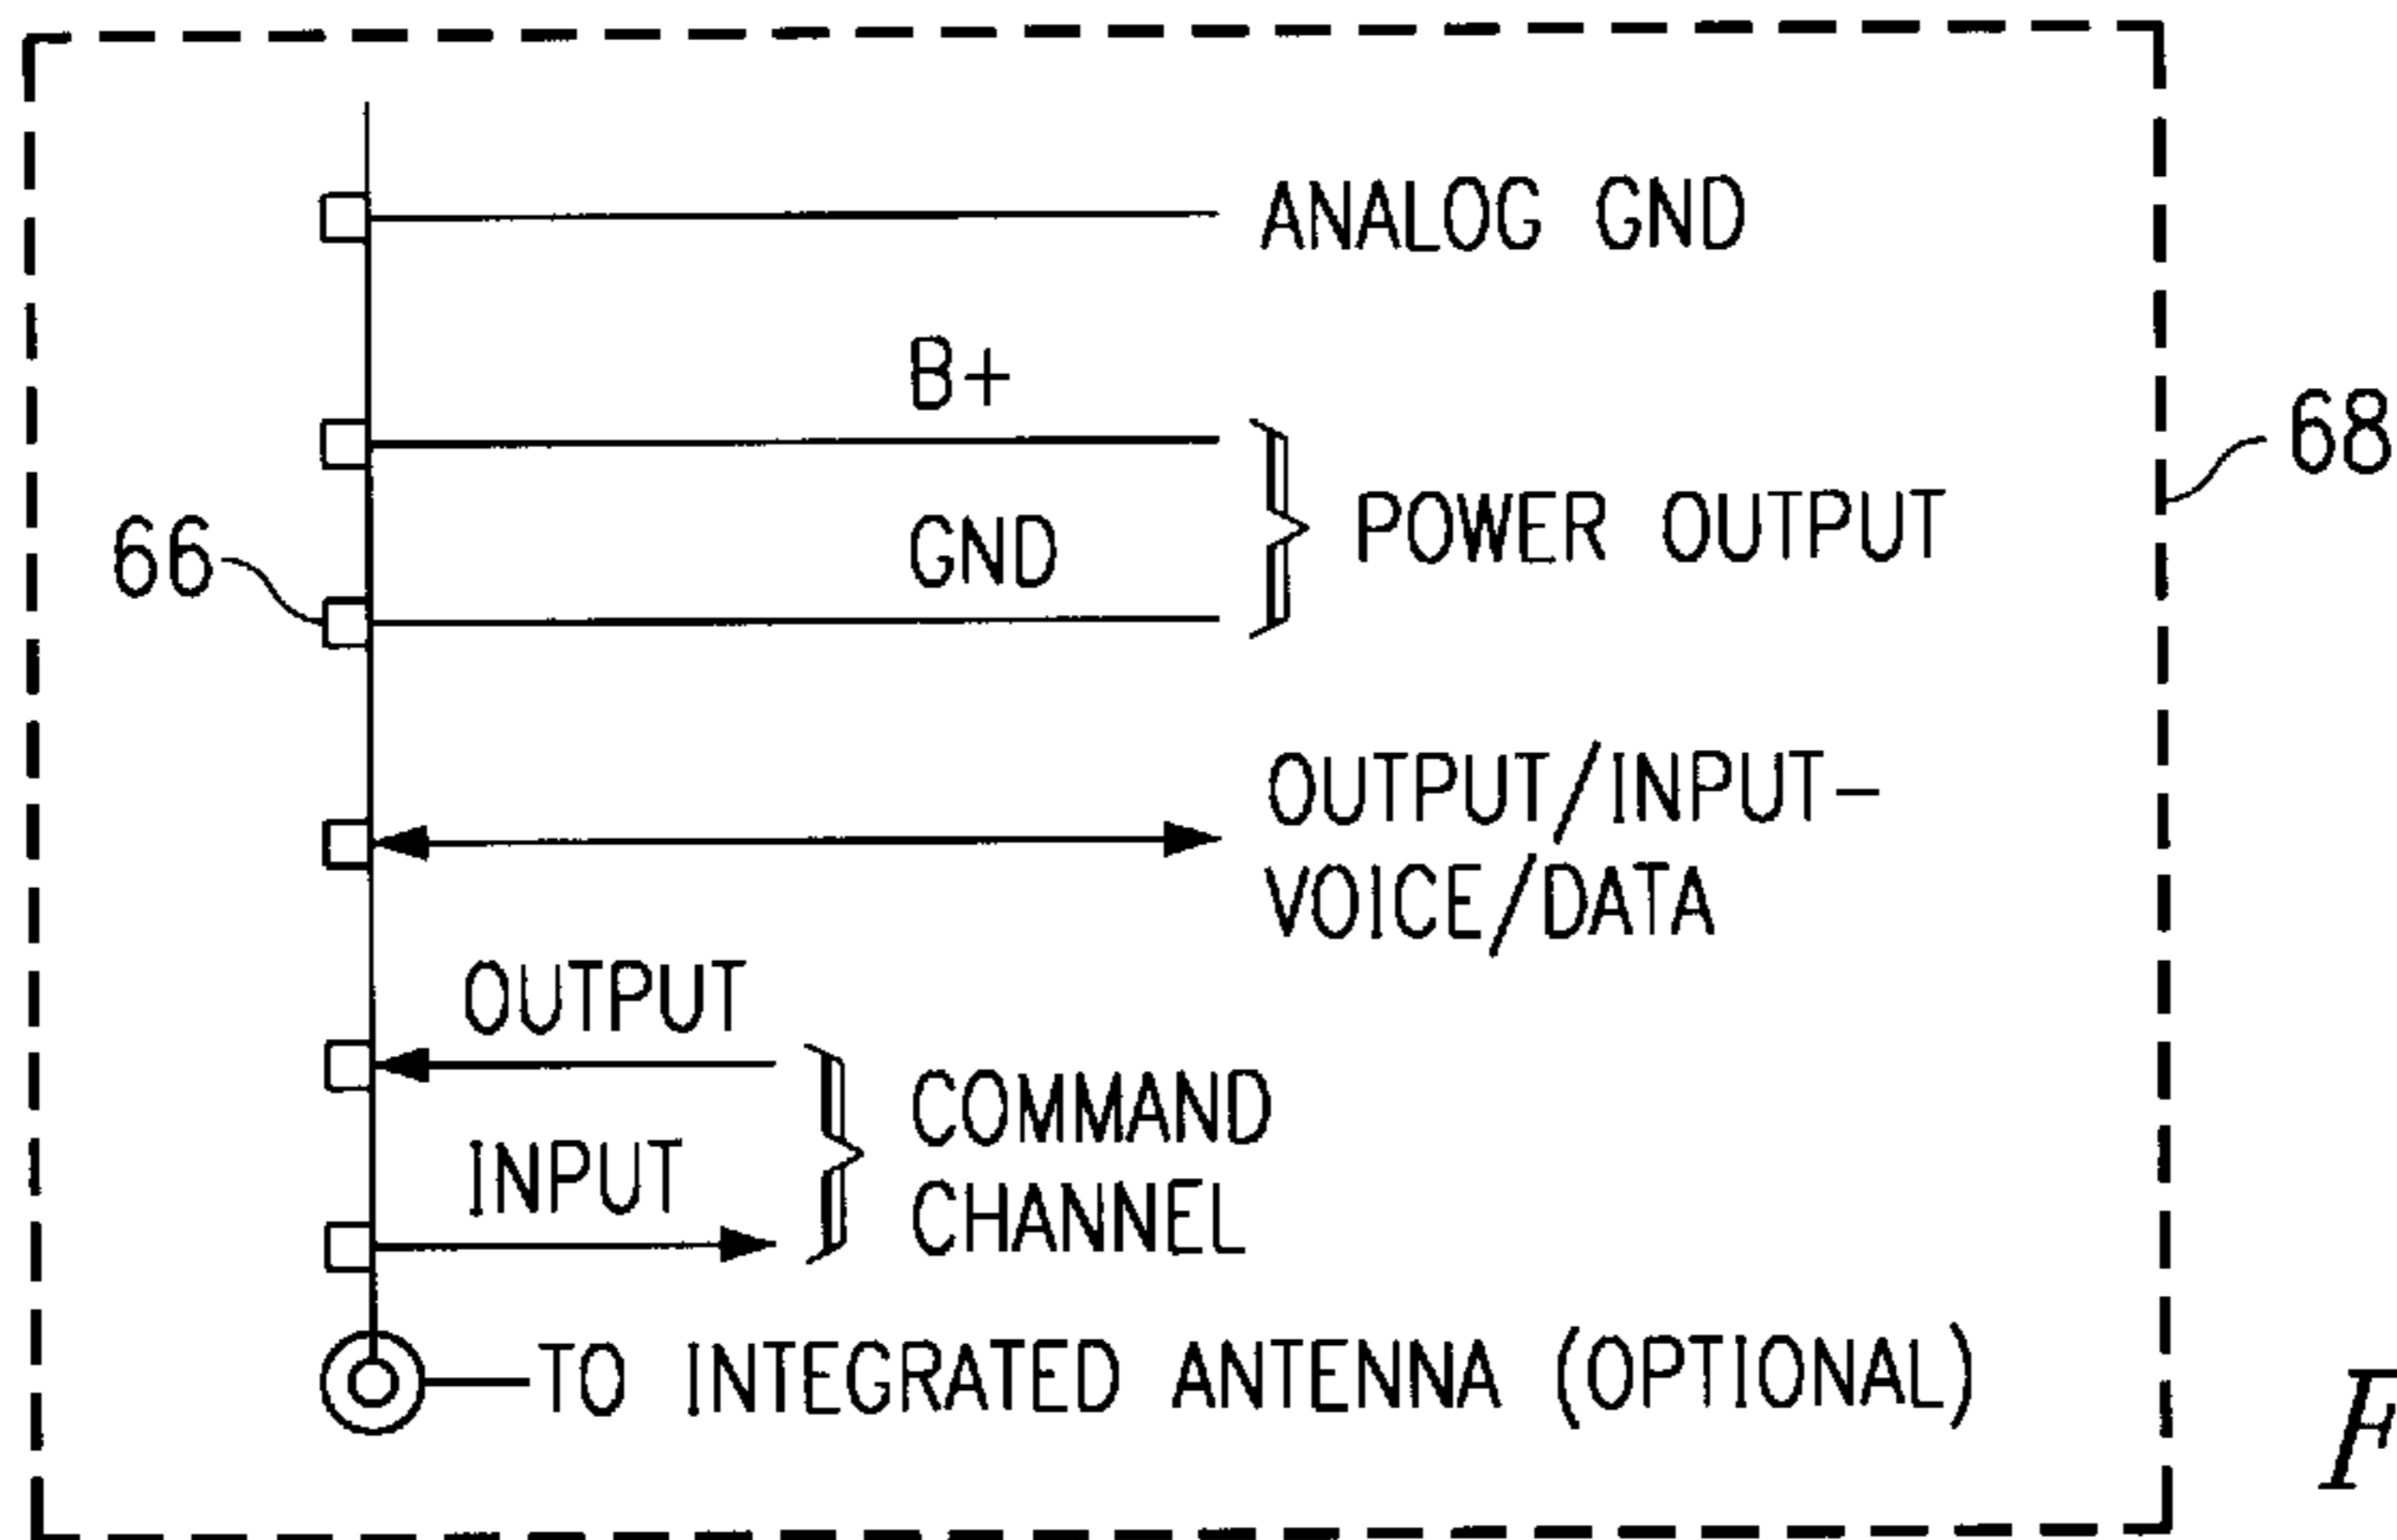 ANALOG GND
B+
68
POWER OUTPUT
66
GND
OUTPUT/INPUT-
VOICE/DATA
OUTPUT
COMMAND
INPUT
CHANNEL
TO INTEGRATED ANTENNA (OPTIONAL)
F